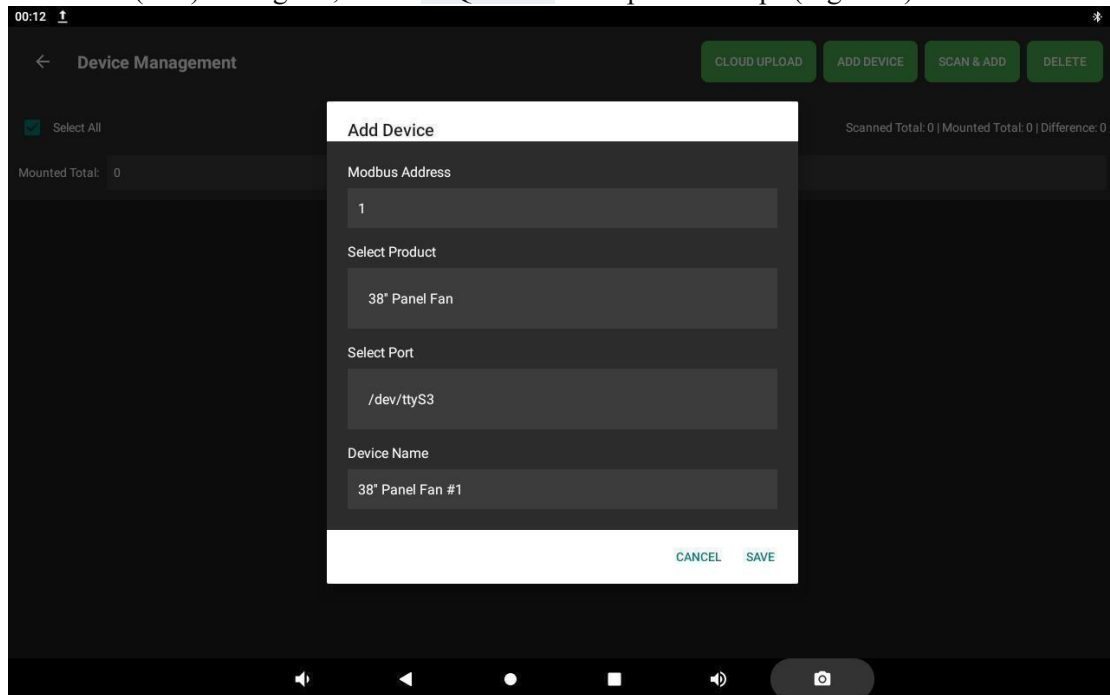 00:12
Device Management
CLOUD UPLOAD ADD DEVICE SCAN & ADD DELETE
Select All
Scanned Total: 0 | Mounted Total: 0 | Difference: 0
Mounted Total: 0
Add Device
Modbus Address
1
Select Product
38" Panel Fan
Select Port
/dev/ttyS3
Device Name
38" Panel Fan #1
CANCEL SAVE